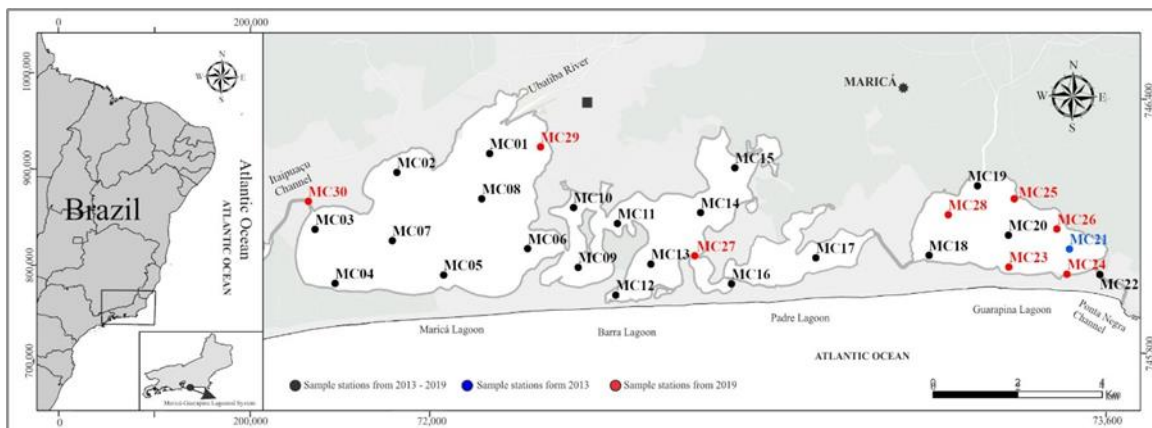 0
200,000
1000,000
900,000
800,000
700,000
N
W E
S
Brazil
Atlantic Ocean
ATLANTIC OCEAN
Maricá-Guarapina Lagoonal System
0
200,000
Ubatiba River
MARICÁ
N
W E
S
746,400
745,800
Itaipuaçu
Channel
MC01
MC29
MC02
MC15
MC30
MC08
MC19
MC25
MC03
MC10
MC14
MC28
MC11
MC26
MC07
MC20
MC21
MC06
MC27
MC17
MC18
MC13
MC09
MC23
MC24
MC04
MC05
MC12
MC16
MC22
Ponta Negra
Channel
Maricá Lagoon
Barra Lagoon
Padre Lagoon
Guarapina Lagoon
ATLANTIC OCEAN
Sample stations from 2013 - 2019
Sample stations form 2013
Sample stations from 2019
0 2 4
72,000
73,600